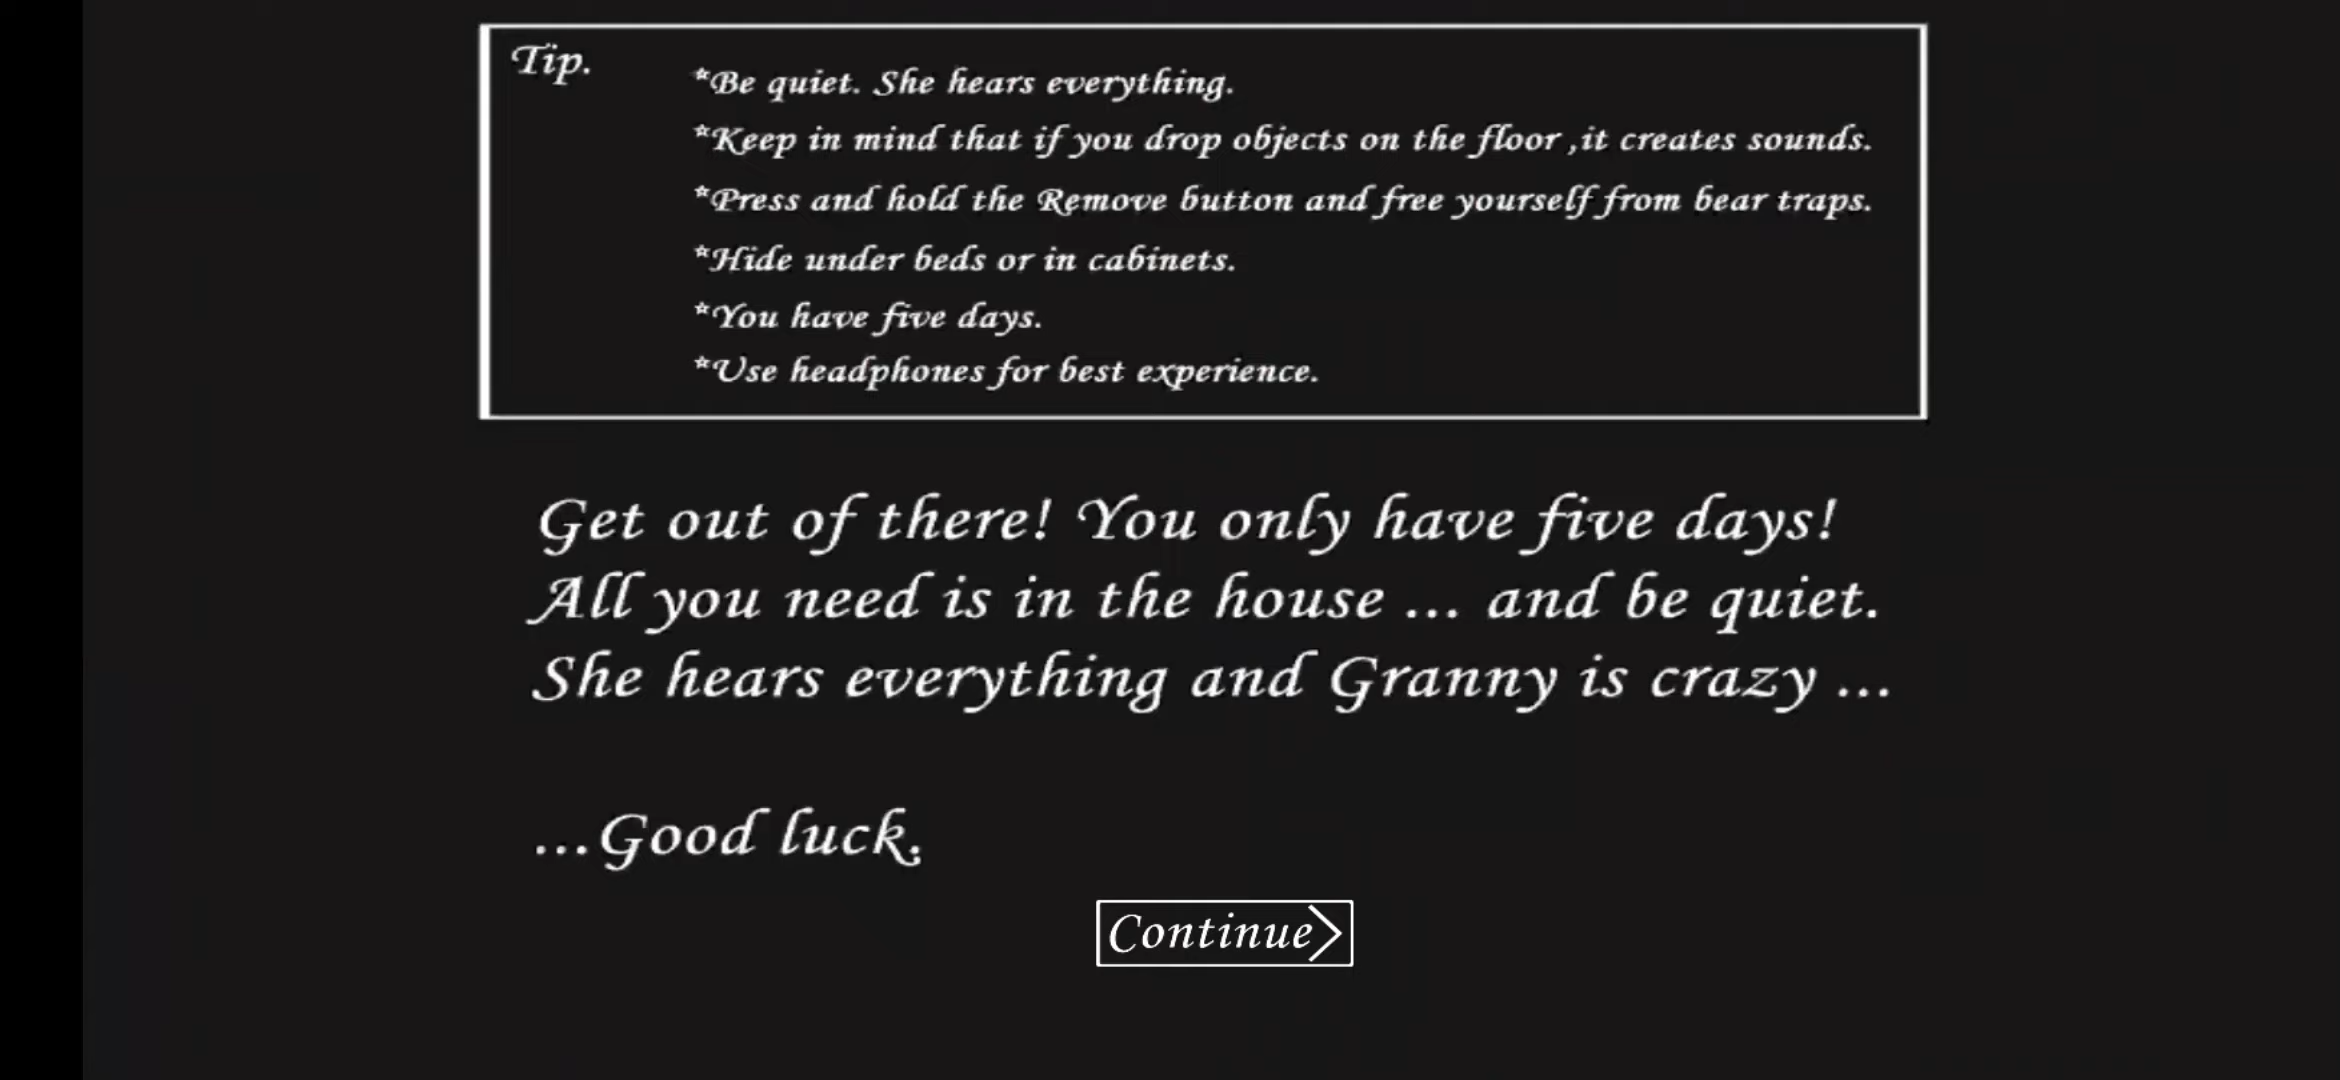 Tip.
*Be quiet. She hears everything.
*Keep in mind that if you drop objects on the floor ,it creates sounds.
*Press and hold the Remove button and free yourself from bear traps.
*Hide under beds or in cabinets.
*You have five days.
*Use headphones for best experience.
Get out of there! You only have five days!
All you need is in the house ... and be quiet.
She hears everything and Granny is crazy ...
...Good luck.
Continue>